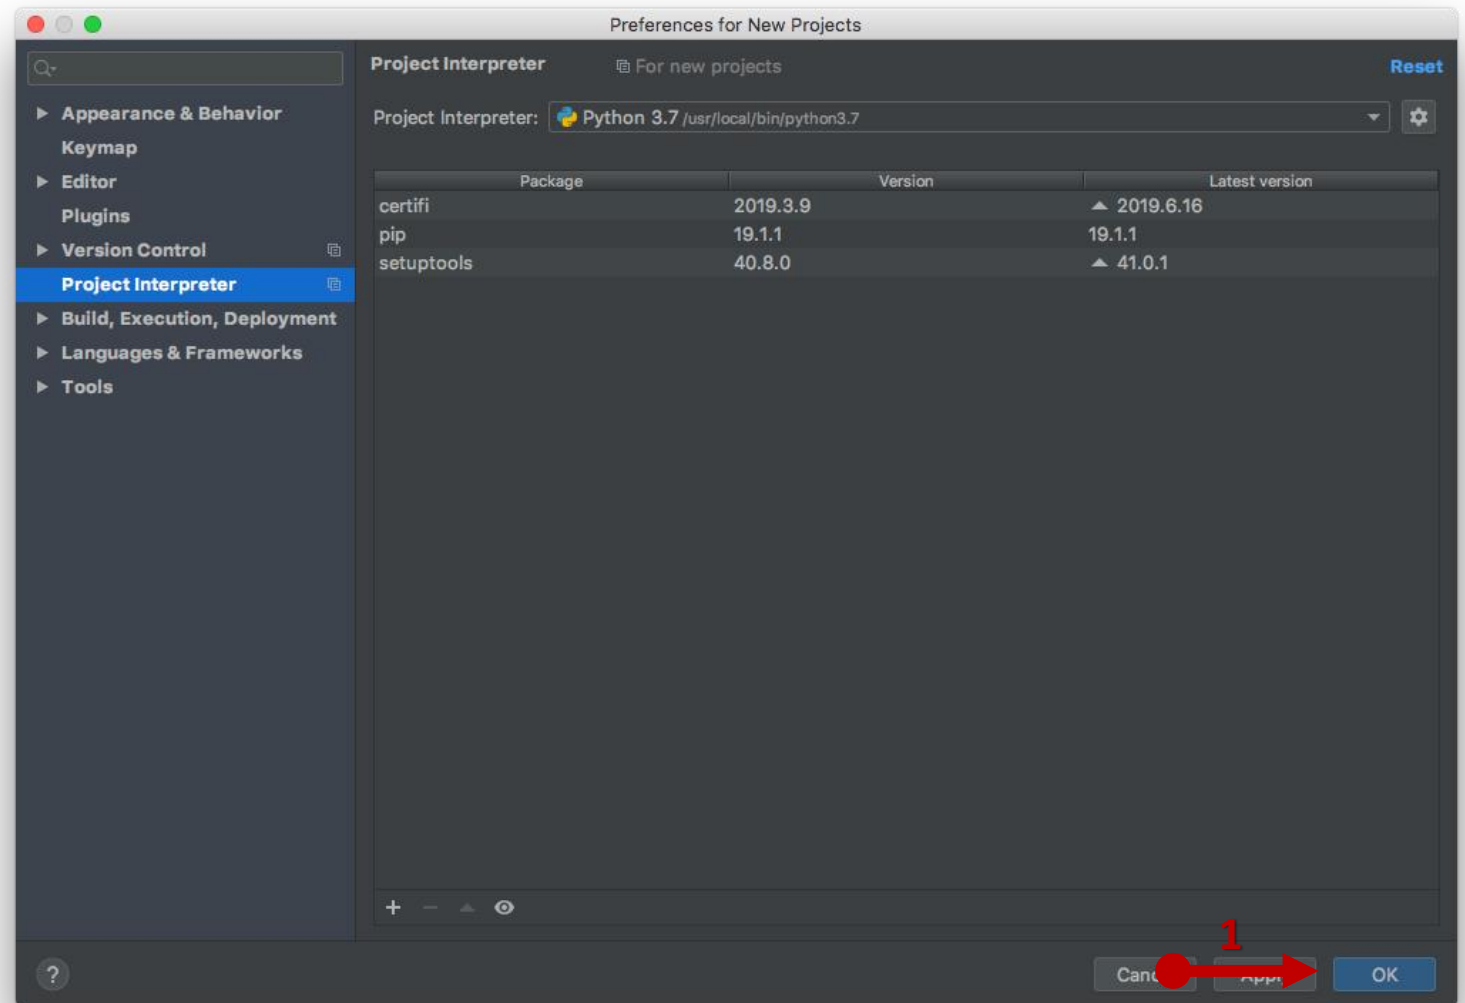 Preferences for New Projects
Appearance & Behavior
Keymap
Editor
Plugins
Version Control
Project Interpreter
Build, Execution, Deployment
Languages & Frameworks
Tools
Project Interpreter For new projects Reset
Project Interpreter: Python 3.7 /usr/local/bin/python3.7
Package Version Latest version
certifi 2019.3.9 2019.6.16
pip 19.1.1 19.1.1
setuptools 40.8.0 41.0.1
1
? OK